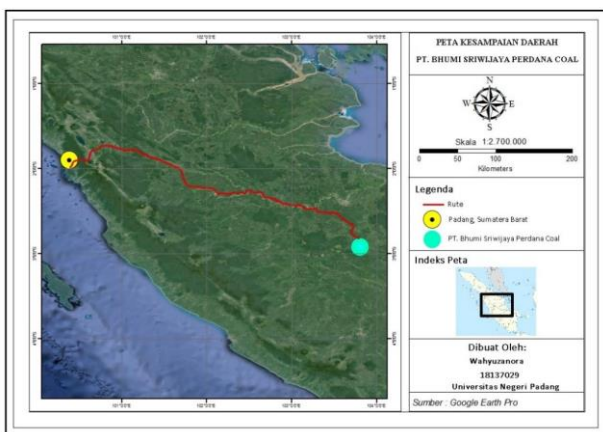 PETA KESAMPAIAN DAERAH
PT. BHUMI SRIWIJAYA PERDANA COAL
N
W E
S
Skala 1:2.700.000
0 50 100 200
Kilometers
Legenda
Rute
Padang, Sumatera Barat
PT. Bhumi Sriwijaya Perdana Coal
Indeks Peta
Dibuat Oleh:
Wahyuzanora
18137029
Universitas Negeri Padang
Sumber : Google Earth Pro